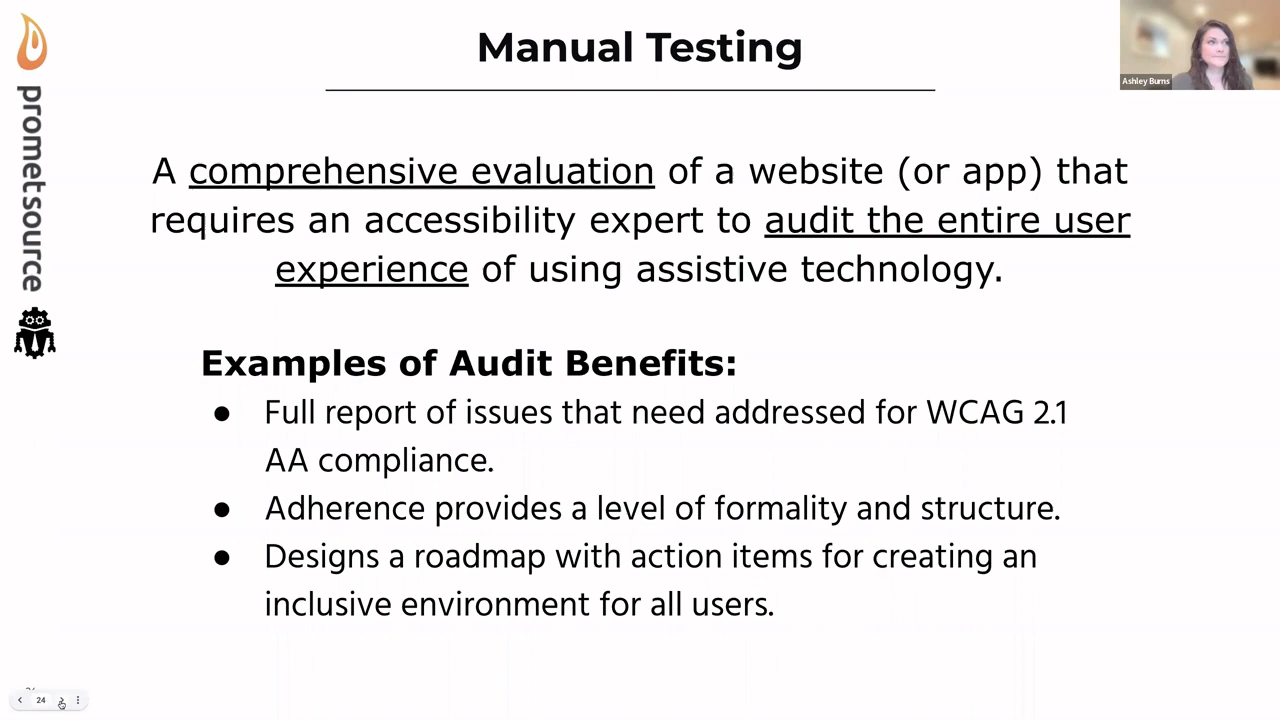 Manual Testing
Ashley Burns
prometsource
A comprehensive evaluation of a website (or app) that
requires an accessibility expert to audit the entire user
experience of using assistive technology.
Examples of Audit Benefits:
● Full report of issues that need addressed for WCAG 2.1
AA compliance.
● Adherence provides a level of formality and structure.
● Designs a roadmap with action items for creating an
inclusive environment for all users.
24